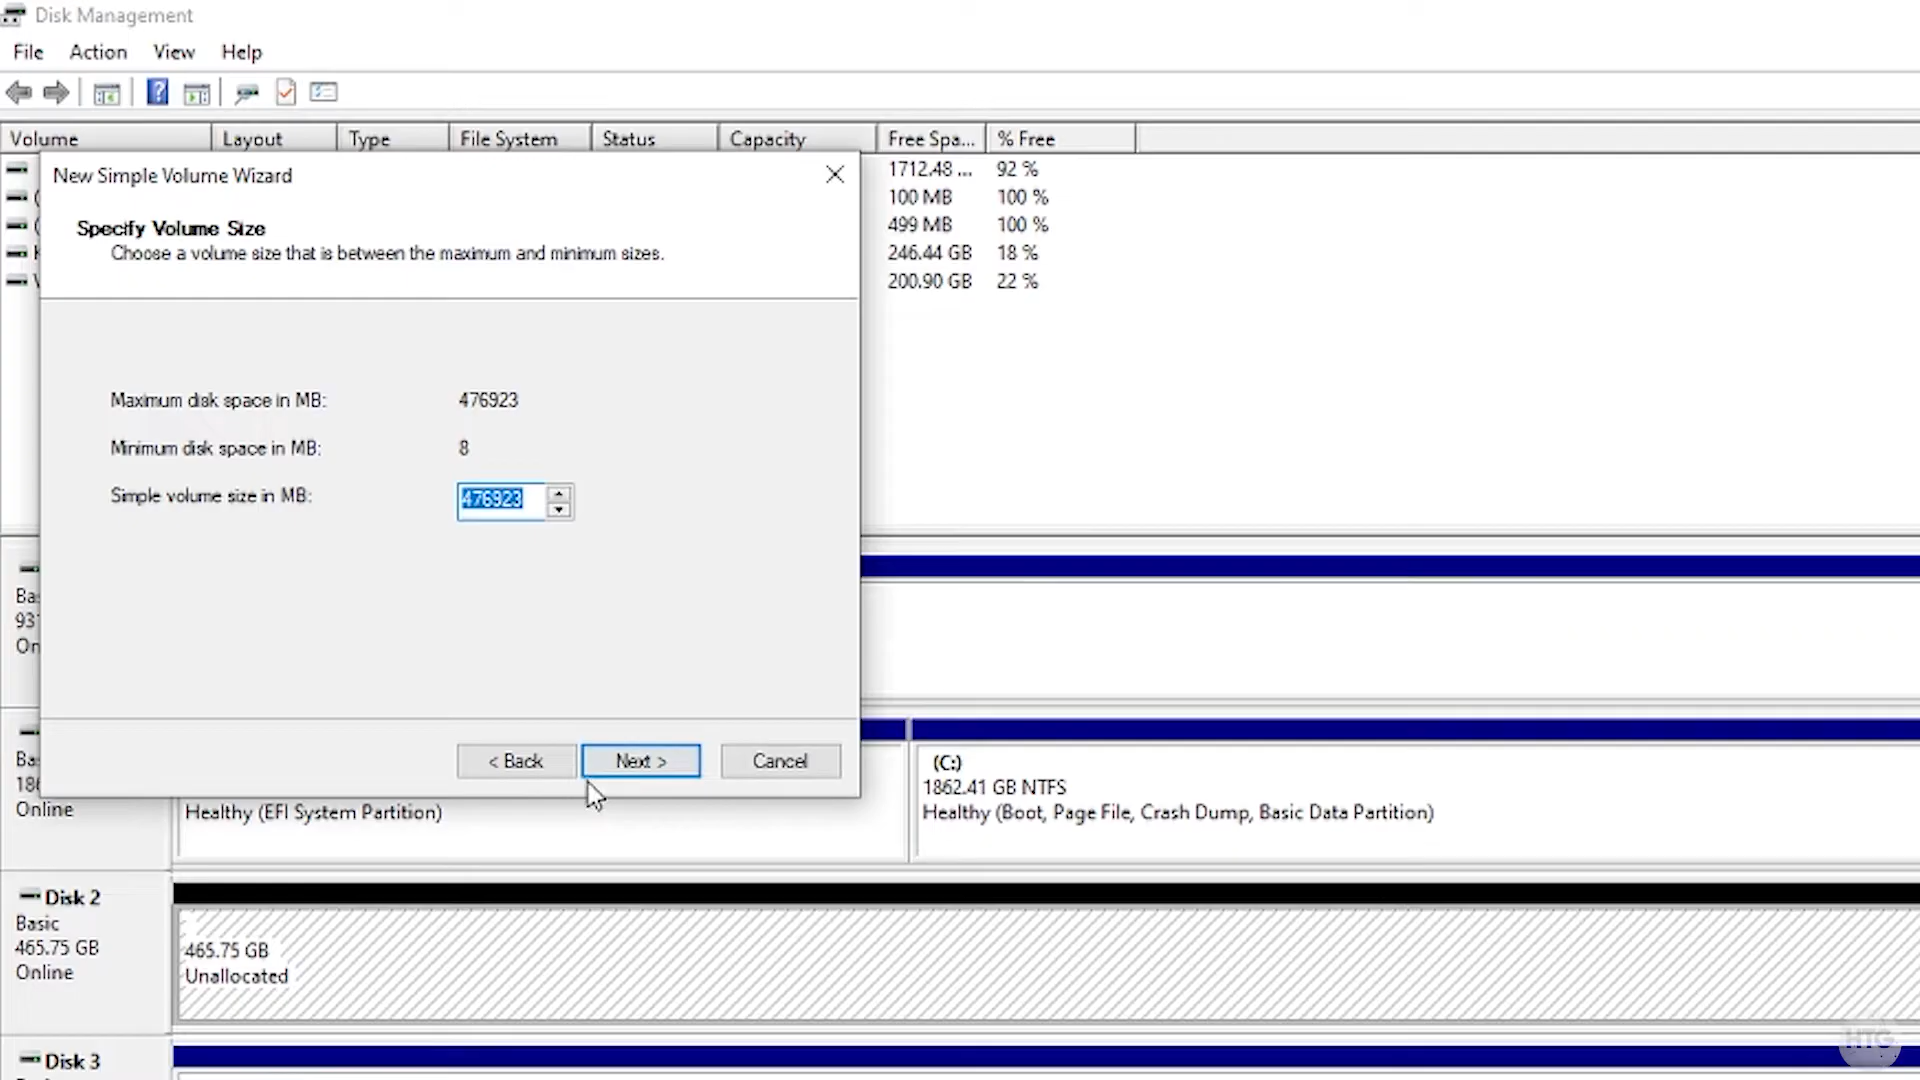 Disk Management
File Action View Help
Volume Layout Type File System Status Capacity Free Spa... % Free
1712.48 ... 92 %
100 MB 100 %
499 MB 100 %
246.44 GB 18 %
200.90 GB 22 %
New Simple Volume Wizard
Specify Volume Size
Choose a volume size that is between the maximum and minimum sizes.
Maximum disk space in MB: 476923
Minimum disk space in MB: 8
Simple volume size in MB: 476923
< Back Next > Cancel
Online
Healthy (EFI System Partition)
(C:)
1862.41 GB NTFS
Healthy (Boot, Page File, Crash Dump, Basic Data Partition)
Disk 2
Basic
465.75 GB
Online
465.75 GB
Unallocated
Disk 3
HTG